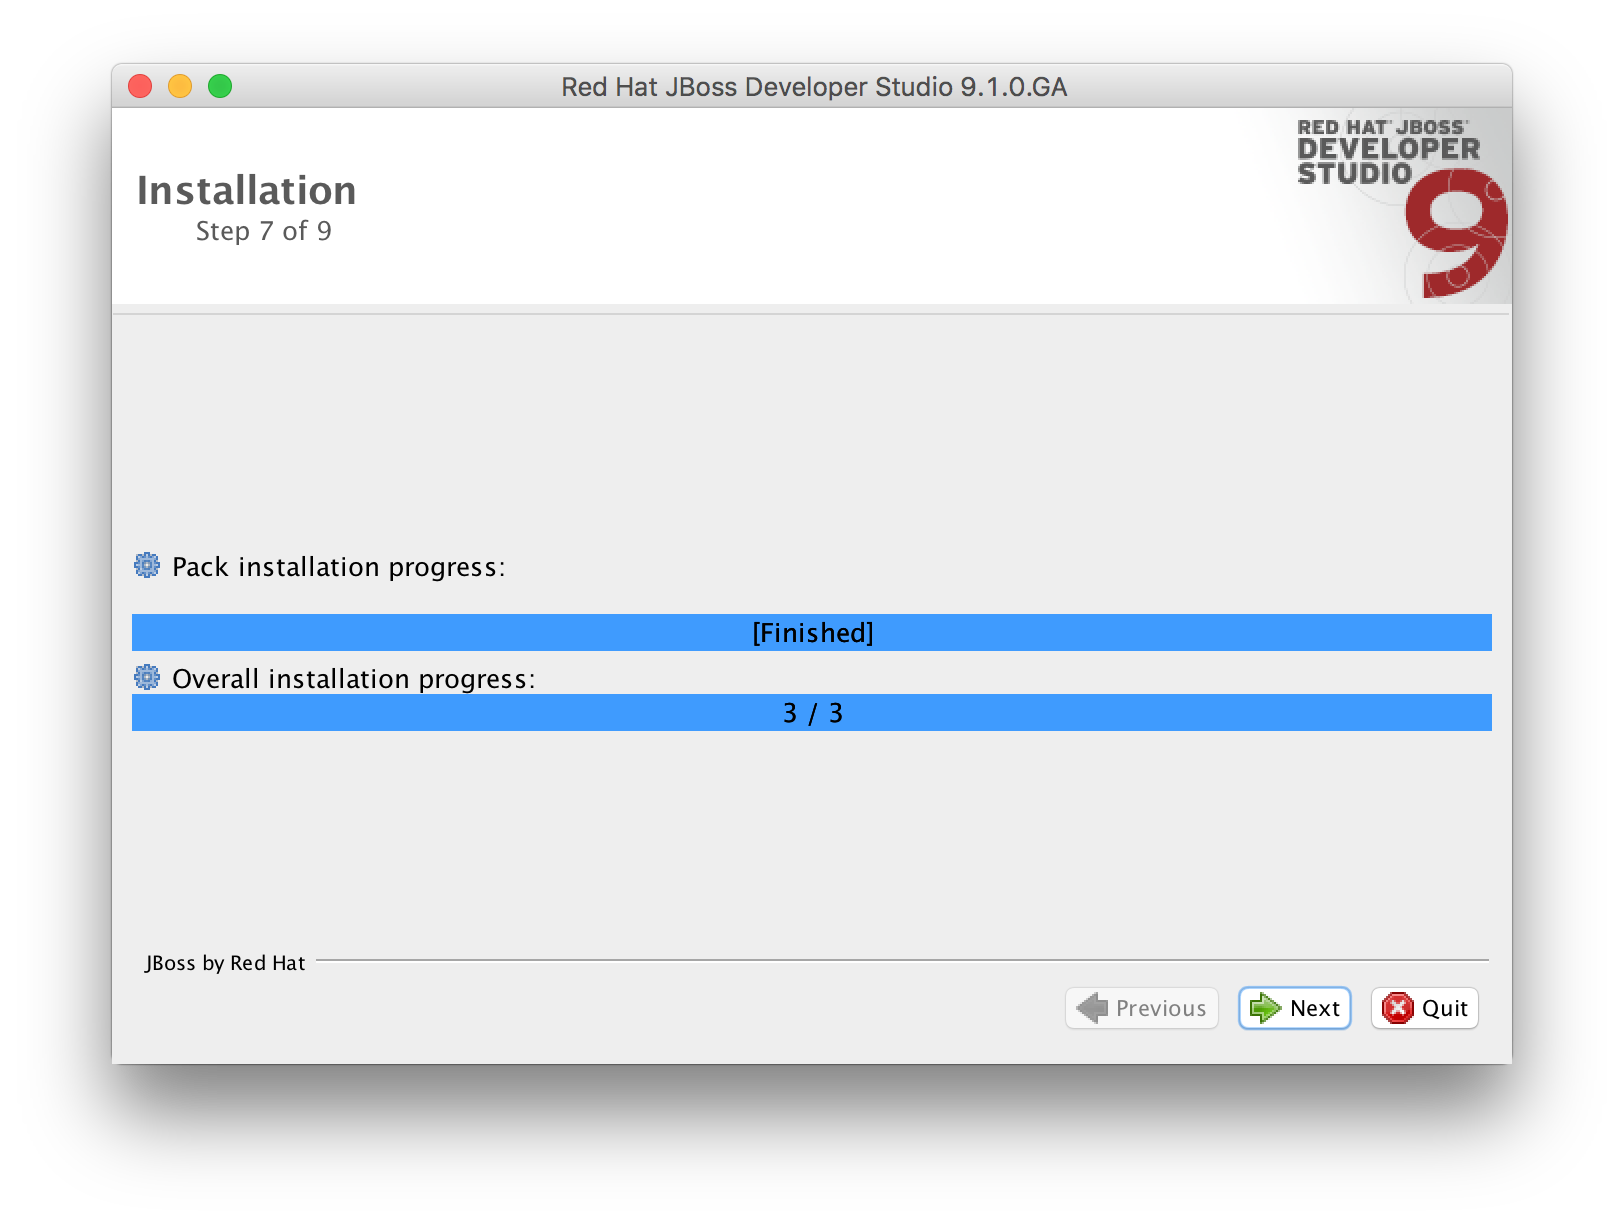 Red Hat JBoss Developer Studio 9.1.0.GA
RED HAT JBOSS
DEVELOPER
STUDIO
9
Installation
Step 7 of 9
Pack installation progress:
[Finished]
Overall installation progress:
3 / 3
JBoss by Red Hat
Previous
Next
Quit